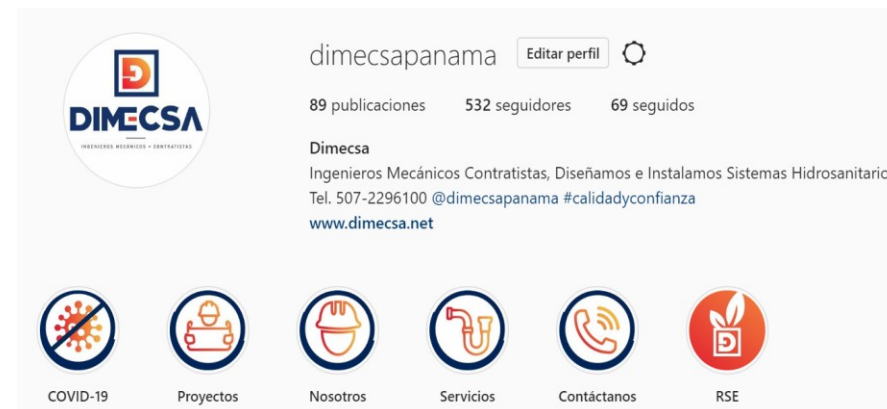 DIMECSA
INGENIEROS MECÁNICOS + CONTRATISTAS
dimecsapanama Editar perfil
89 publicaciones 532 seguidores 69 seguidos
Dimecsa
Ingenieros Mecánicos Contratistas, Diseñamos e Instalamos Sistemas Hidrosanitario
Tel. 507-2296100 @dimecsapanama #calidadyconfianza
www.dimecsa.net
COVID-19 Proyectos Nosotros Servicios Contáctanos RSE